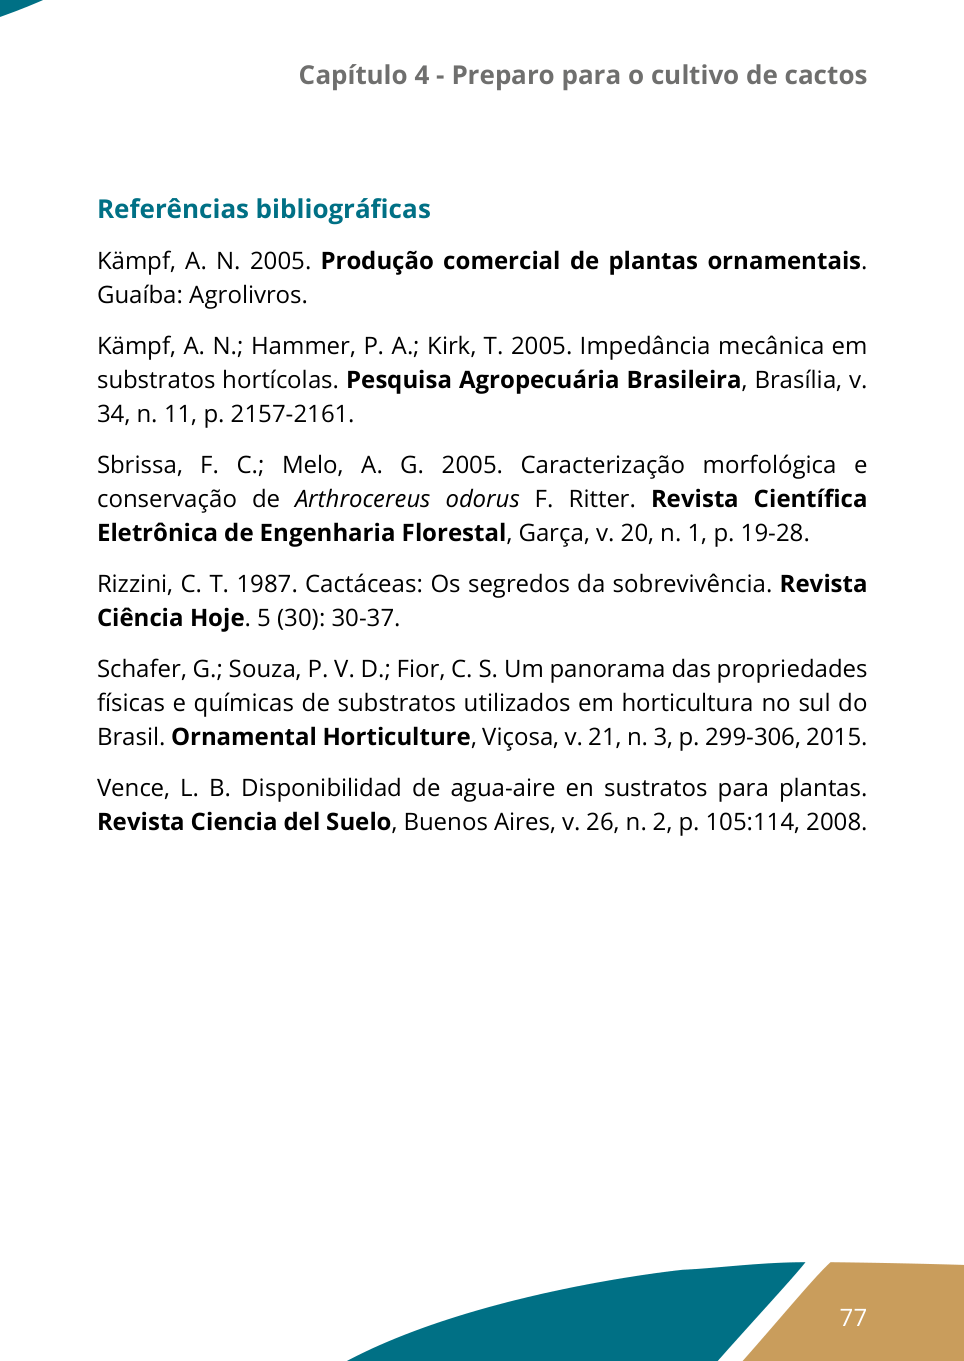 Capítulo 4 - Preparo para o cultivo de cactos
Referências bibliográficas
Kämpf, A. N. 2005. Produção comercial de plantas ornamentais.
Guaíba: Agrolivros.
Kämpf, A. N.; Hammer, P. A.; Kirk, T. 2005. Impedância mecânica em
substratos hortícolas. Pesquisa Agropecuária Brasileira, Brasília, v.
34, n. 11, p. 2157-2161.
Sbrissa, F. C.; Melo, A. G. 2005. Caracterização morfológica e
conservação de Arthrocereus odorus F. Ritter. Revista Científica
Eletrônica de Engenharia Florestal, Garça, v. 20, n. 1, p. 19-28.
Rizzini, C. T. 1987. Cactáceas: Os segredos da sobrevivência. Revista
Ciência Hoje. 5 (30): 30-37.
Schafer, G.; Souza, P. V. D.; Fior, C. S. Um panorama das propriedades
físicas e químicas de substratos utilizados em horticultura no sul do
Brasil. Ornamental Horticulture, Viçosa, v. 21, n. 3, p. 299-306, 2015.
Vence, L. B. Disponibilidad de agua-aire en sustratos para plantas.
Revista Ciencia del Suelo, Buenos Aires, v. 26, n. 2, p. 105:114, 2008.
77